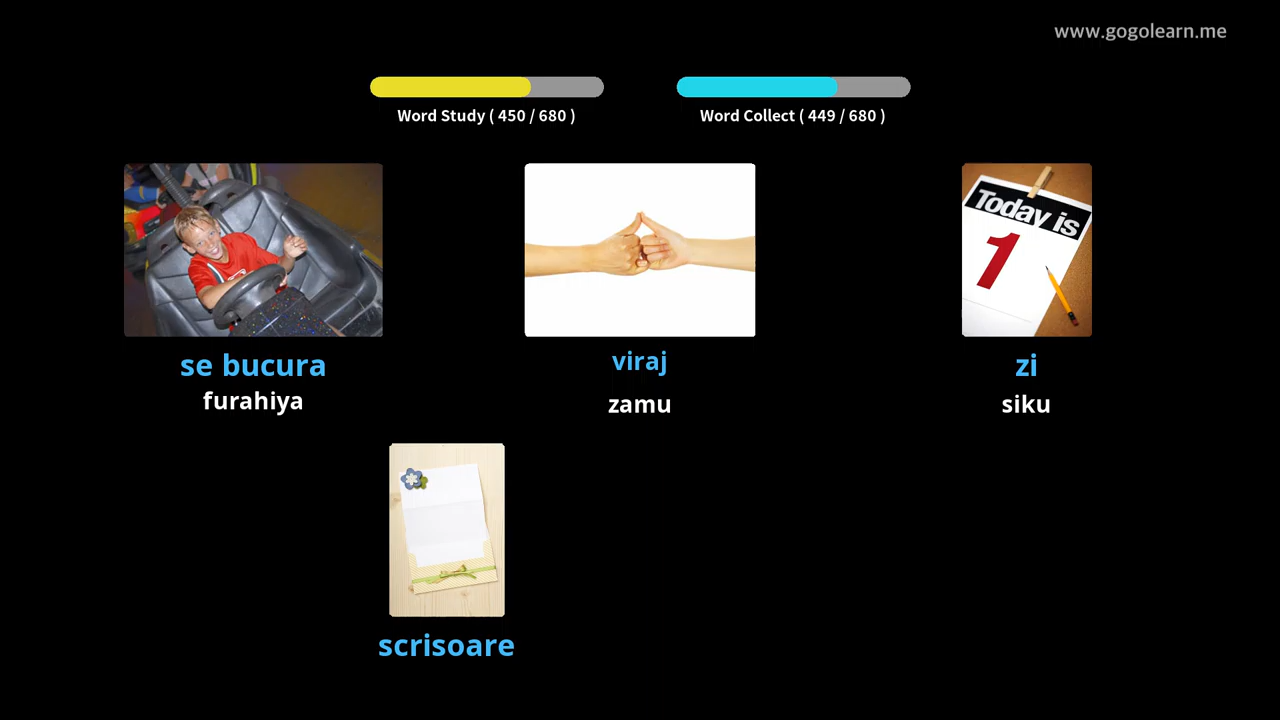 www.gogolearn.me
Word Study ( 450 / 680 )
Word Collect ( 449 / 680 )
Today is
1
se bucura
furahiya
viraj
zamu
zi
siku
scrisoare